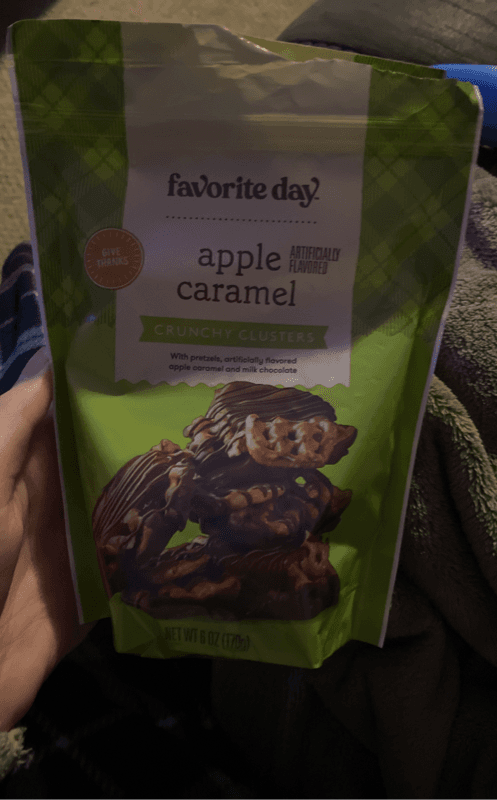 favorite day
apple ARTIFICIALLY
FLAVORED
caramel
GIVE
THANKS
CRUNCHY CLUSTERS
With pretzels, artificially flavored
apple caramel and milk chocolate
NET WT 6 OZ (170g)